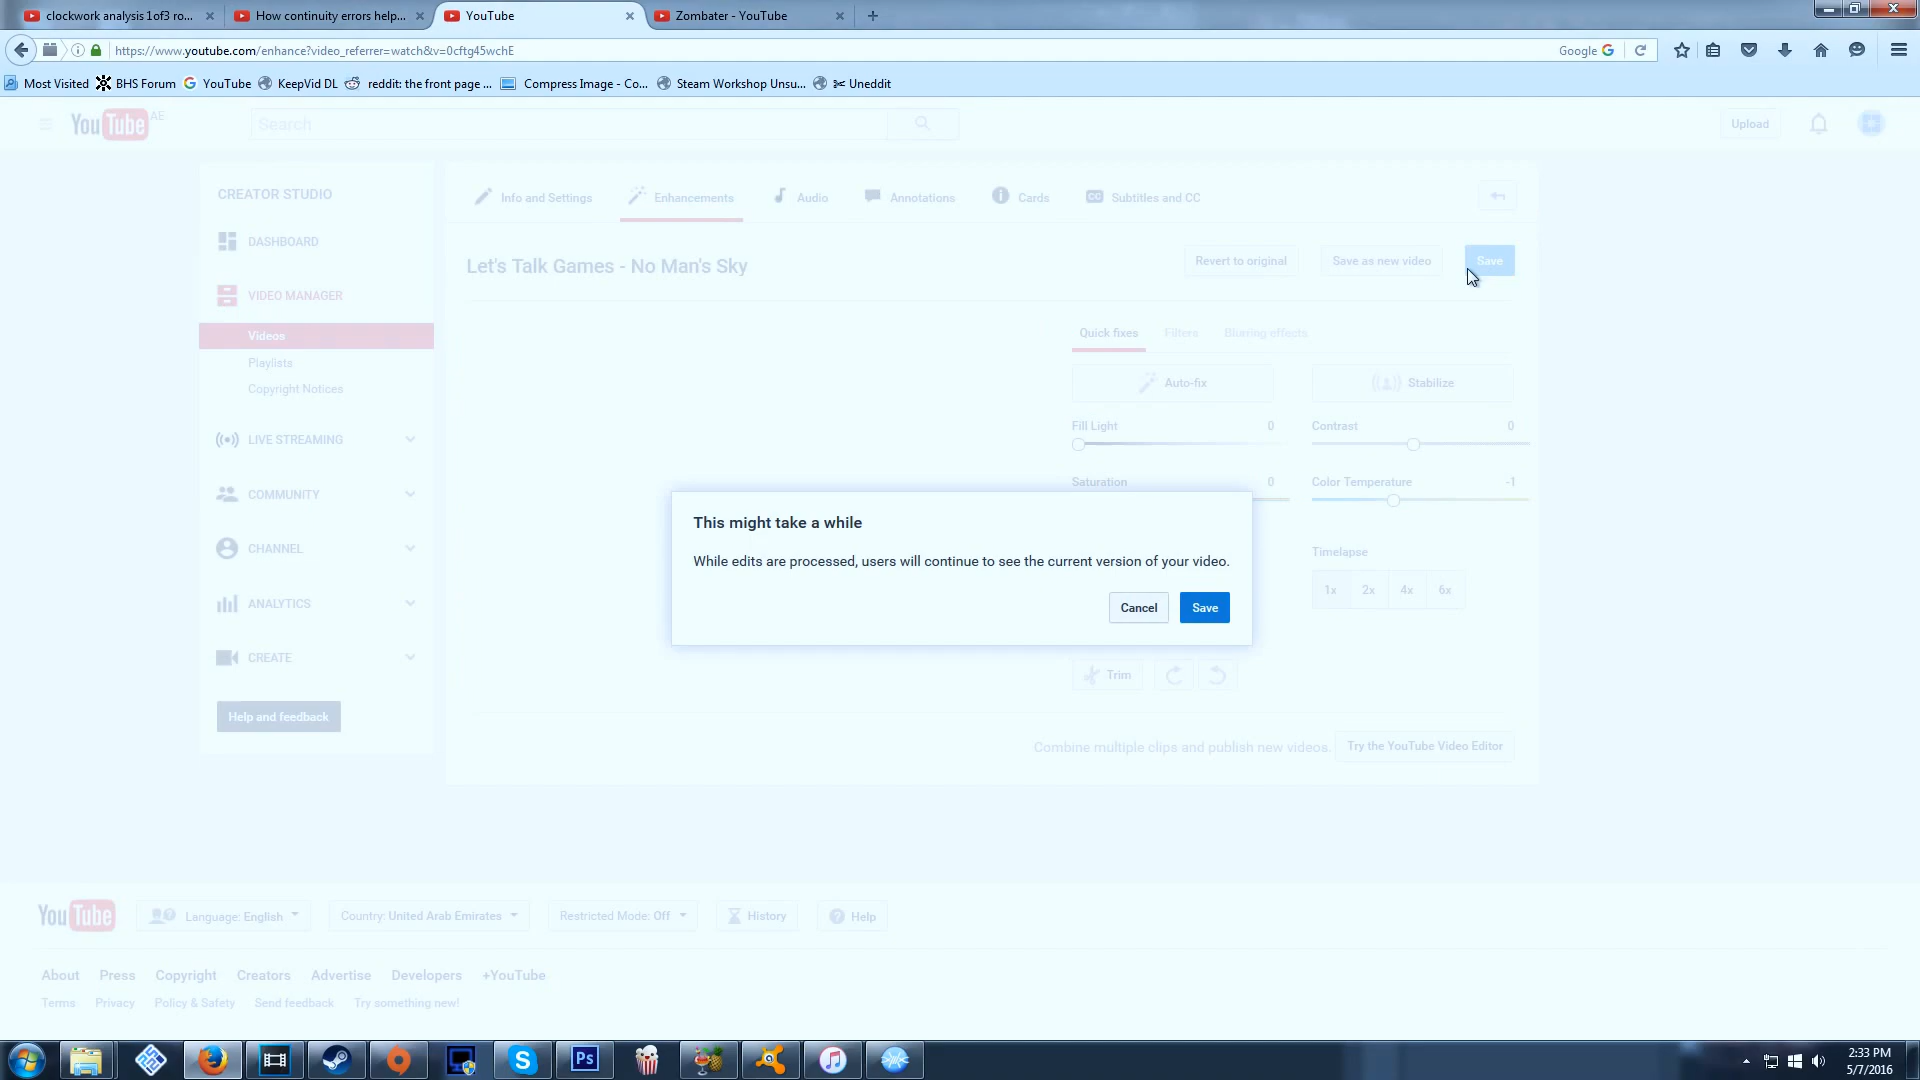 clockwork analysis 1of3 ro...
How continuity errors help...
YouTube
Zombater - YouTube
https://www.youtube.com/enhance?video_referrer=watch&v=0cftg45wchE
Google
Most Visited
BHS Forum
YouTube
KeepVid DL
reddit: the front page ...
Compress Image - Co...
Steam Workshop Unsu...
✂ Uneddit
YouTube AE
Search
Upload
CREATOR STUDIO
DASHBOARD
VIDEO MANAGER
Videos
Playlists
Copyright Notices
LIVE STREAMING
COMMUNITY
CHANNEL
ANALYTICS
CREATE
Help and feedback
Info and Settings
Enhancements
Audio
Annotations
Cards
CC Subtitles and CC
Let's Talk Games - No Man's Sky
Revert to original
Save as new video
Save
Quick fixes
Filters
Blurring effects
Auto-fix
Stabilize
Fill Light 0
Contrast 0
Saturation 0
Color Temperature -1
This might take a while
While edits are processed, users will continue to see the current version of your video.
Cancel
Save
Timelapse
1x 2x 4x 6x
Trim
Combine multiple clips and publish new videos.
Try the YouTube Video Editor
YouTube
Language: English
Country: United Arab Emirates
Restricted Mode: Off
History
Help
About Press Copyright Creators Advertise Developers +YouTube
Terms Privacy Policy & Safety Send feedback Try something new!
S
Ps
2:33 PM
5/7/2016